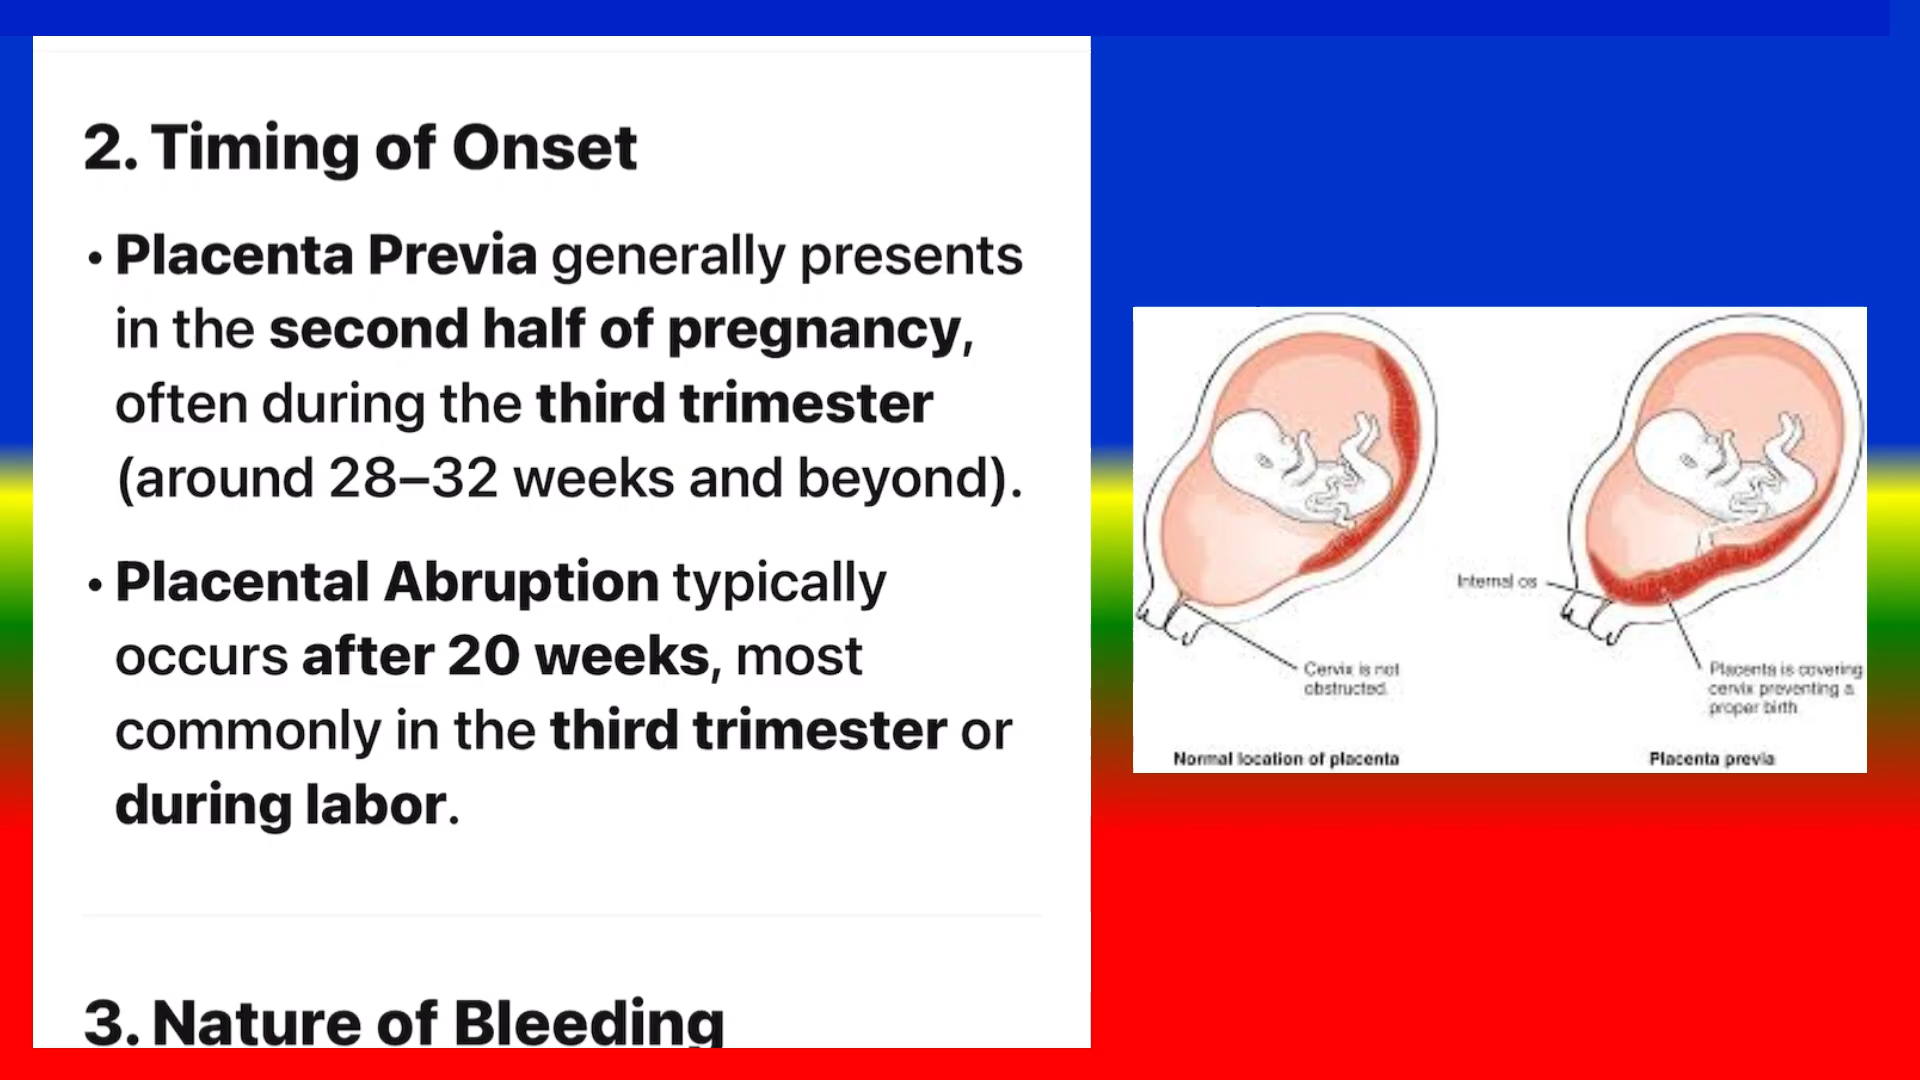 2. Timing of Onset
• Placenta Previa generally presents
in the second half of pregnancy,
often during the third trimester
(around 28–32 weeks and beyond).
• Placental Abruption typically
occurs after 20 weeks, most
commonly in the third trimester or
during labor.
3. Nature of Bleeding
Internal os
Cervix is not
obstructed.
Placenta is covering
cervix preventing a
proper birth
Normal location of placenta
Placenta previa